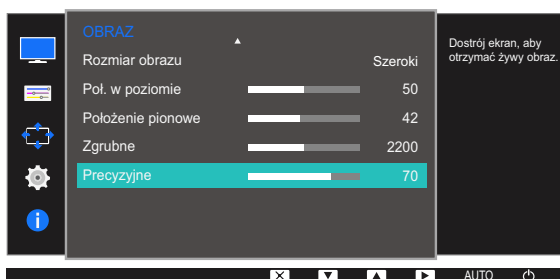 OBRAZ
Rozmiar obrazu Szeroki
Poł. w poziomie 50
Położenie pionowe 42
Zgrubne 2200
Precyzyjne 70
Dostrój ekran, aby
otrzymać żywy obraz.
AUTO